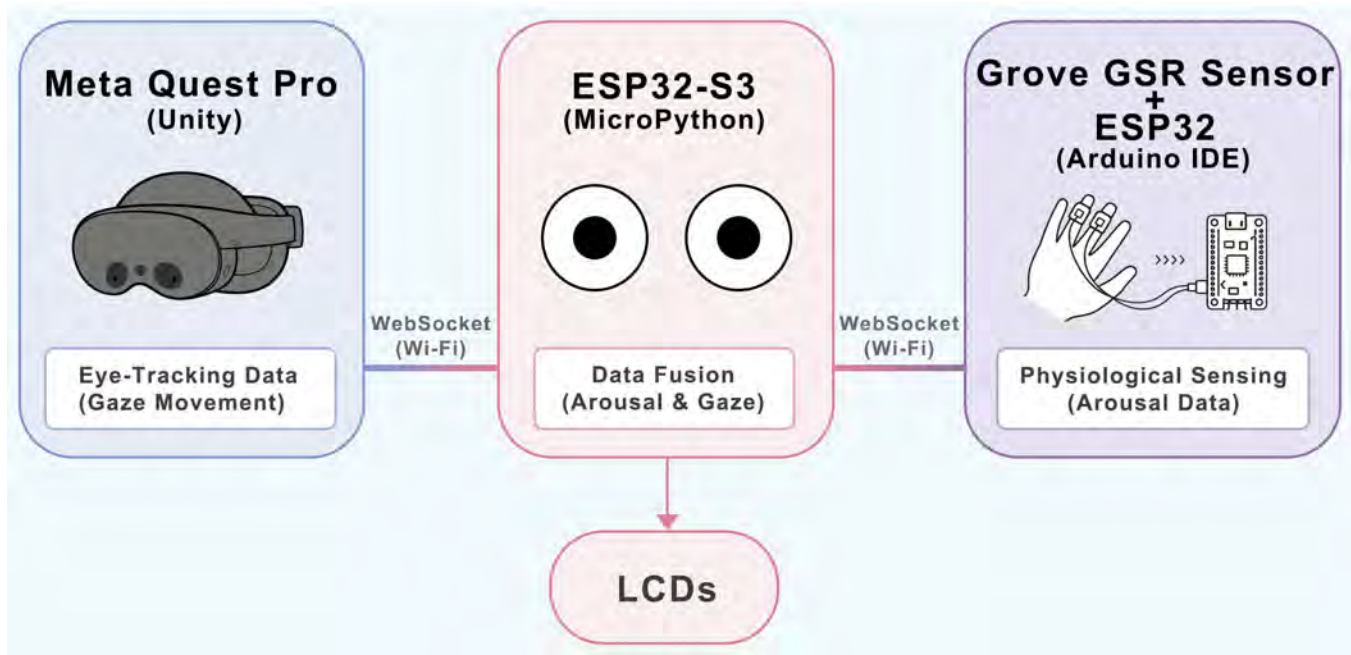 Meta Quest Pro
(Unity)
Eye-Tracking Data
(Gaze Movement)
WebSocket
(Wi-Fi)
ESP32-S3
(MicroPython)
Data Fusion
(Arousal & Gaze)
WebSocket
(Wi-Fi)
Grove GSR Sensor
+
ESP32
(Arduino IDE)
Physiological Sensing
(Arousal Data)
LCDs